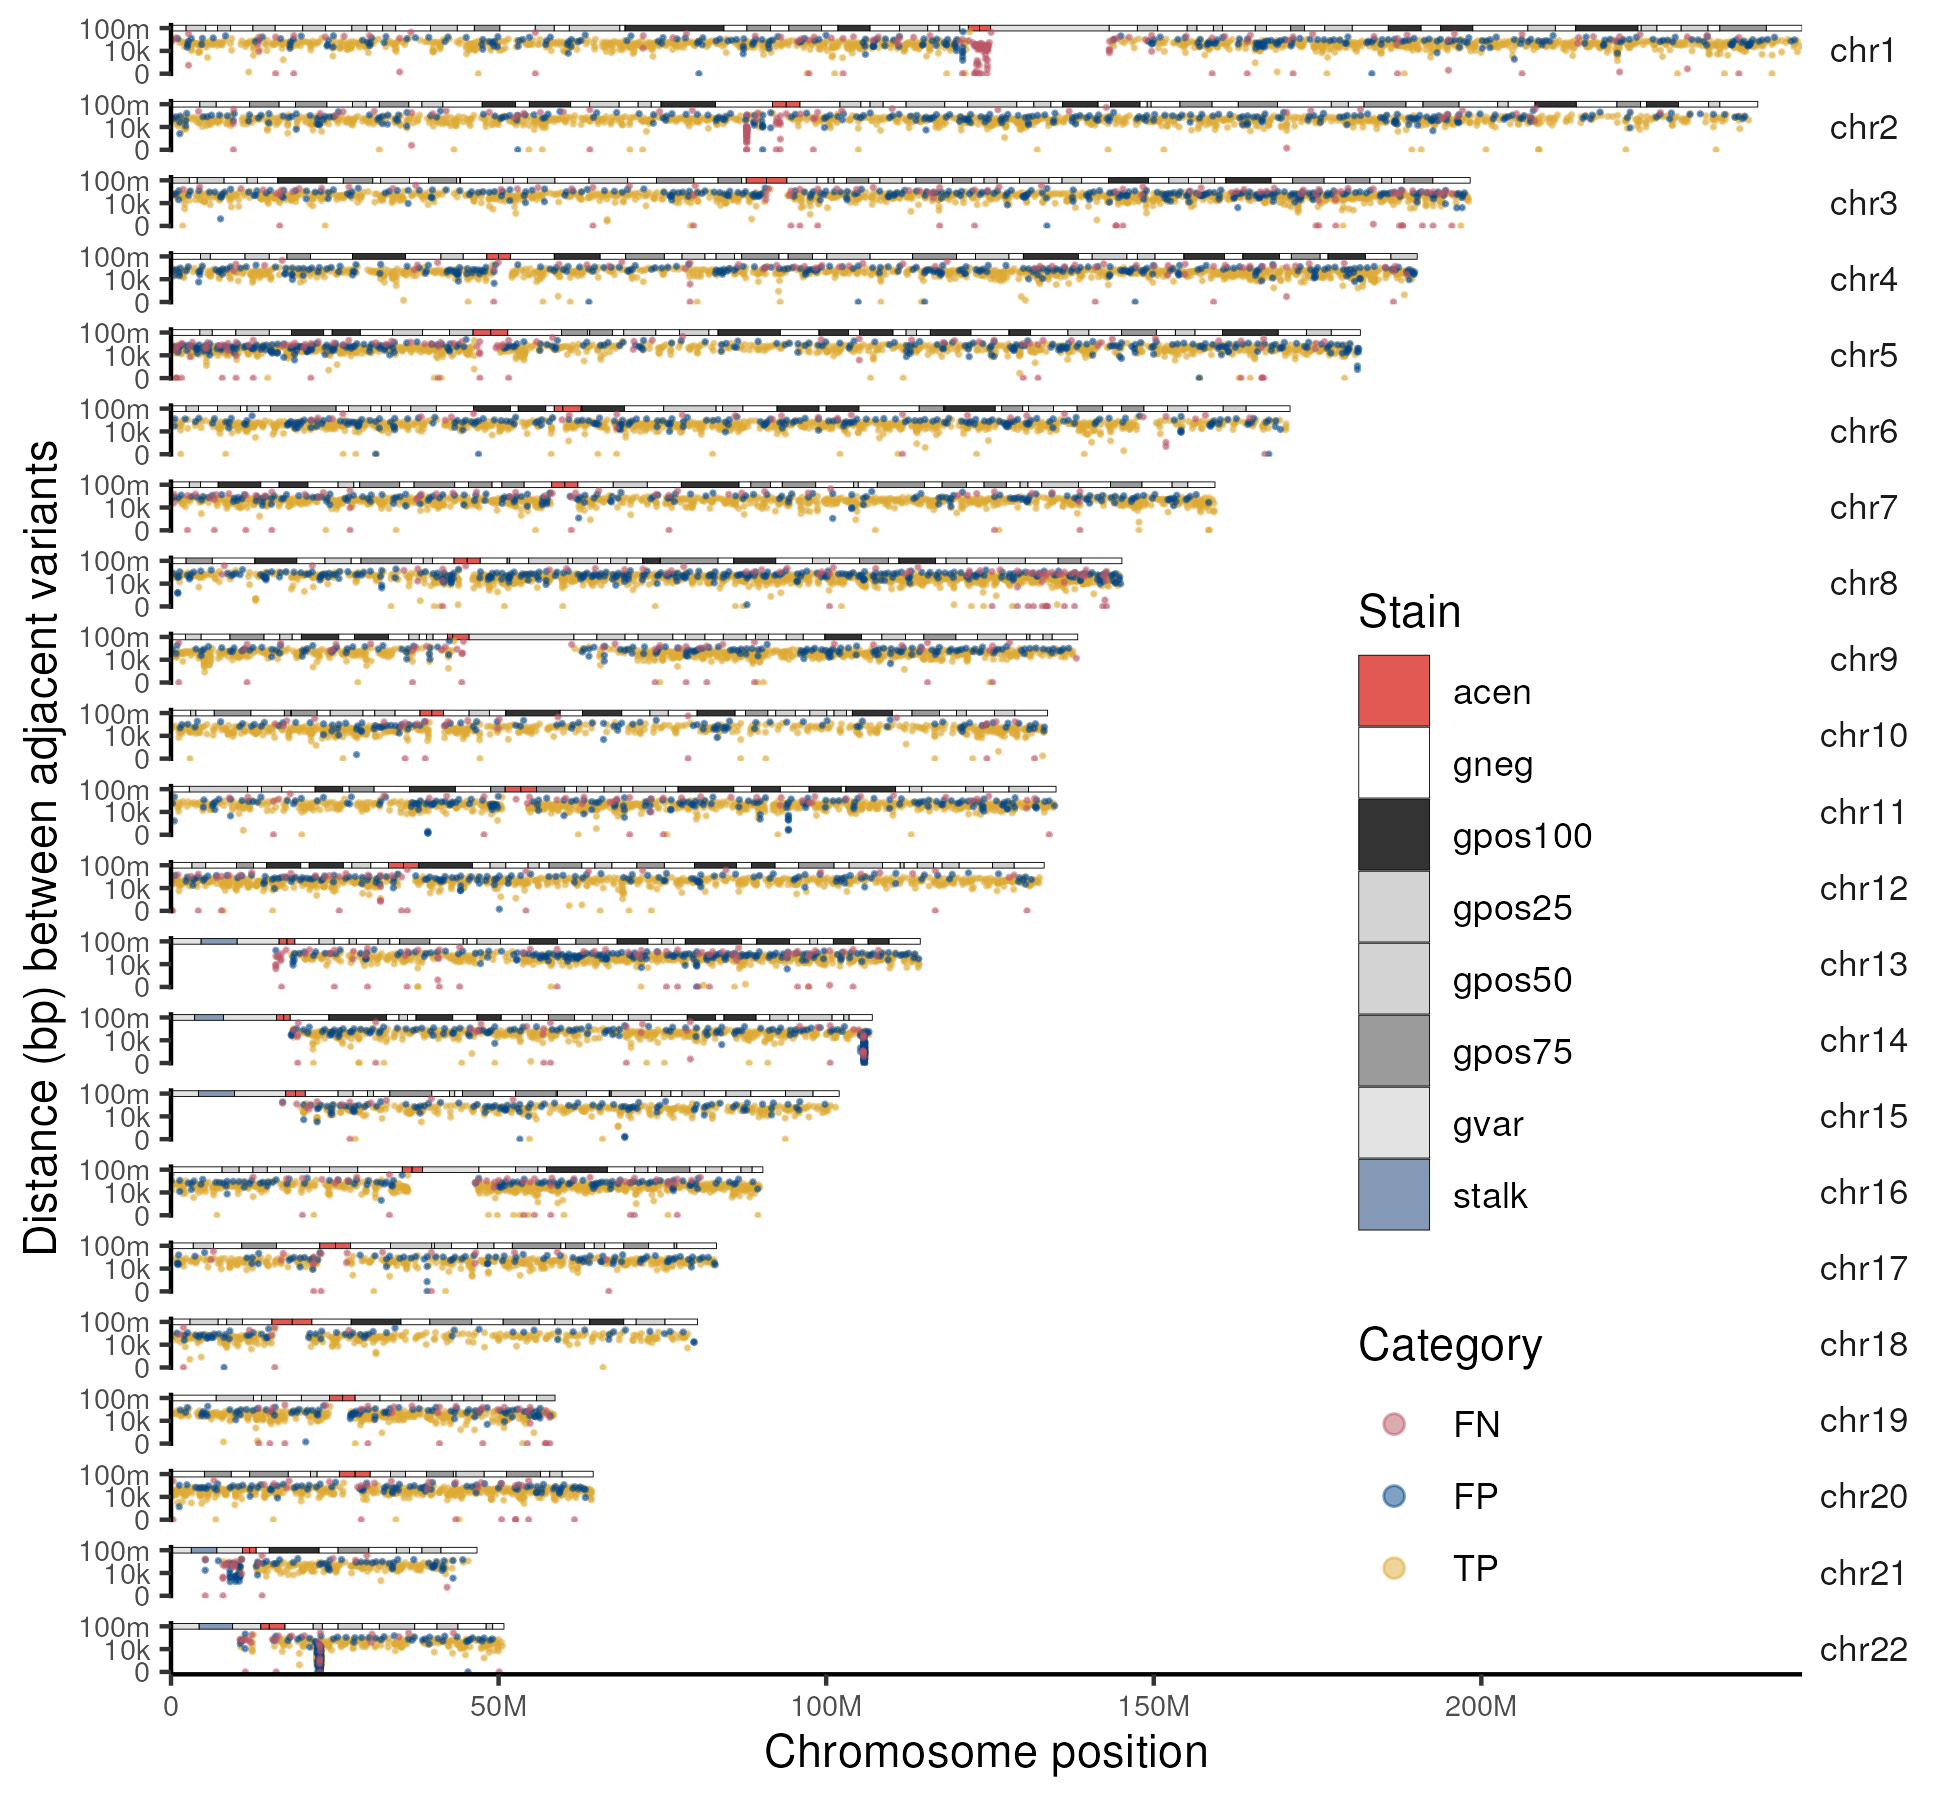 Distance (bp) between adjacent variants
100m
10k
0
chr1
100m
10k
0
chr2
100m
10k
0
chr3
100m
10k
0
chr4
100m
10k
0
chr5
100m
10k
0
chr6
100m
10k
0
chr7
100m
10k
0
chr8
100m
10k
0
chr9
100m
10k
0
chr10
100m
10k
0
chr11
100m
10k
0
chr12
100m
10k
0
chr13
100m
10k
0
chr14
100m
10k
0
chr15
100m
10k
0
chr16
100m
10k
0
chr17
100m
10k
0
chr18
100m
10k
0
chr19
100m
10k
0
chr20
100m
10k
0
chr21
100m
10k
0
chr22
0 50M 100M 150M 200M
Chromosome position
Stain
acen
gneg
gpos100
gpos25
gpos50
gpos75
gvar
stalk
Category
FN
FP
TP